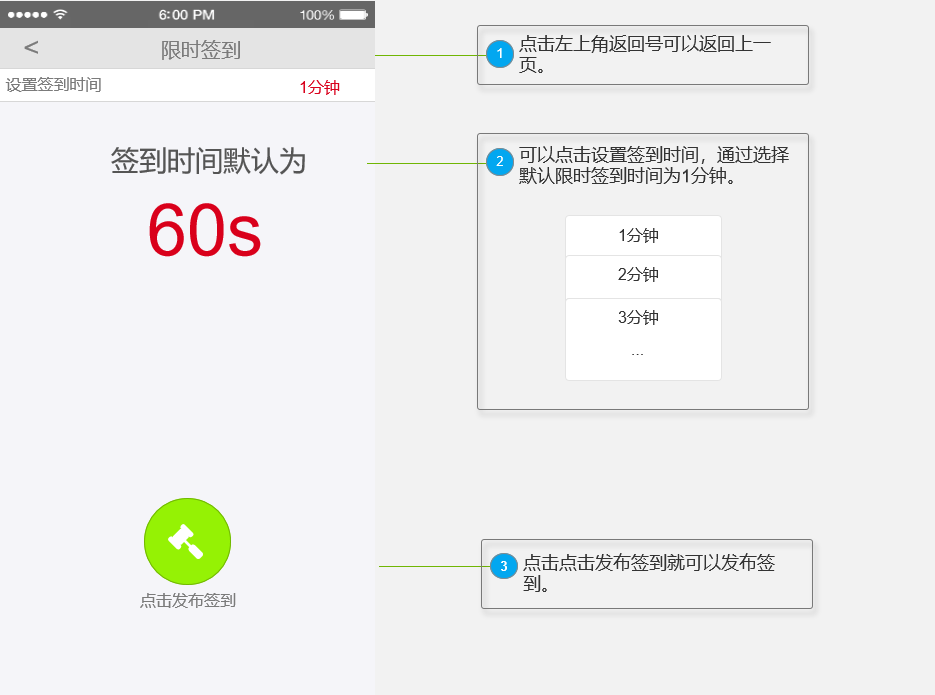 6:00 PM 100%
< 限时签到
设置签到时间 1分钟
签到时间默认为
60s
点击发布签到
1 点击左上角返回号可以返回上一
页。
2 可以点击设置签到时间，通过选择
默认限时签到时间为1分钟。
1分钟
2分钟
3分钟
...
3 点击点击发布签到就可以发布签
到。